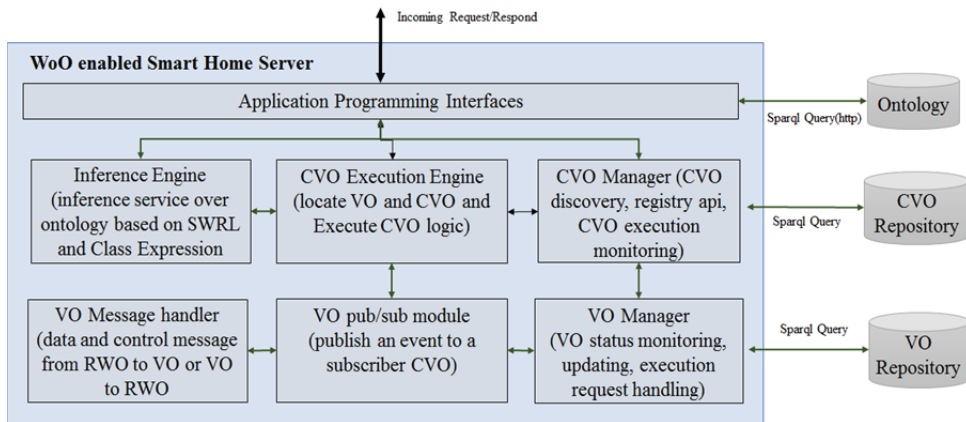 Incoming Request/Respond
WoO enabled Smart Home Server
Application Programming Interfaces
Sparql Query(http)
Ontology
Inference Engine
(inference service over
ontology based on SWRL
and Class Expression
CVO Execution Engine
(locate VO and CVO and
Execute CVO logic)
CVO Manager (CVO
discovery, registry api,
CVO execution
monitoring)
Sparql Query
CVO
Repository
VO Message handler
(data and control message
from RWO to VO or VO
to RWO
VO pub/sub module
(publish an event to a
subscriber CVO)
VO Manager
(VO status monitoring,
updating, execution
request handling)
Sparql Query
VO
Repository